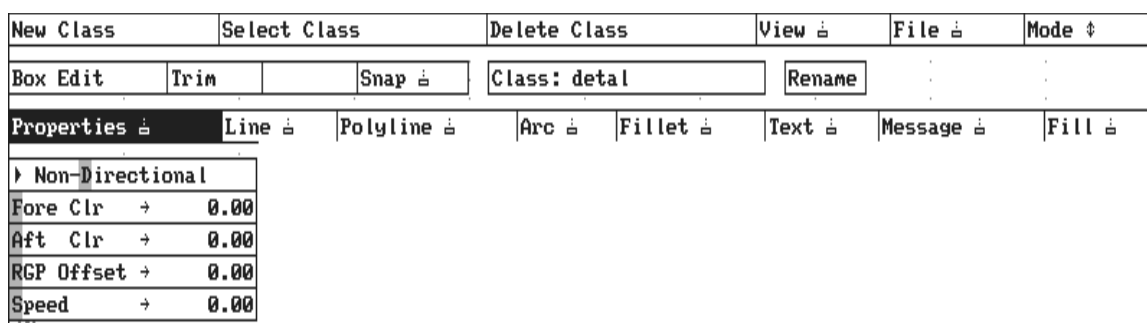 New Class Select Class Delete Class View File Mode
Box Edit Trim Snap Class: detal Rename
Properties Line Polyline Arc Fillet Text Message Fill
Non-Directional
Fore Clr → 0.00
Aft Clr → 0.00
RGP Offset → 0.00
Speed → 0.00